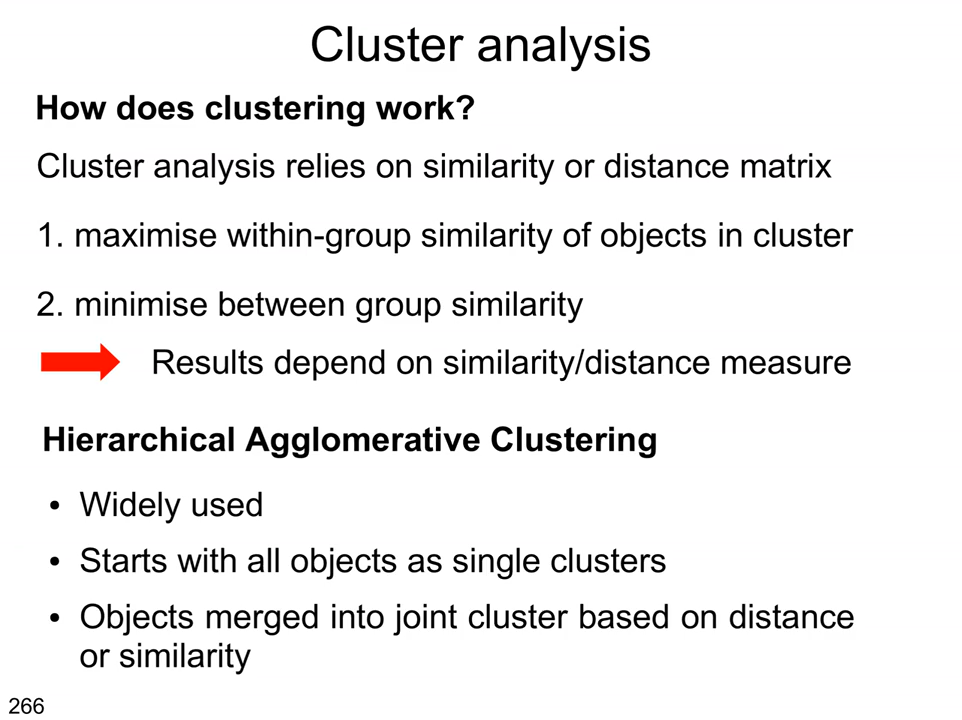 Cluster analysis
How does clustering work?
Cluster analysis relies on similarity or distance matrix
1. maximise within-group similarity of objects in cluster
2. minimise between group similarity
Results depend on similarity/distance measure
Hierarchical Agglomerative Clustering
• Widely used
• Starts with all objects as single clusters
• Objects merged into joint cluster based on distance
or similarity
266